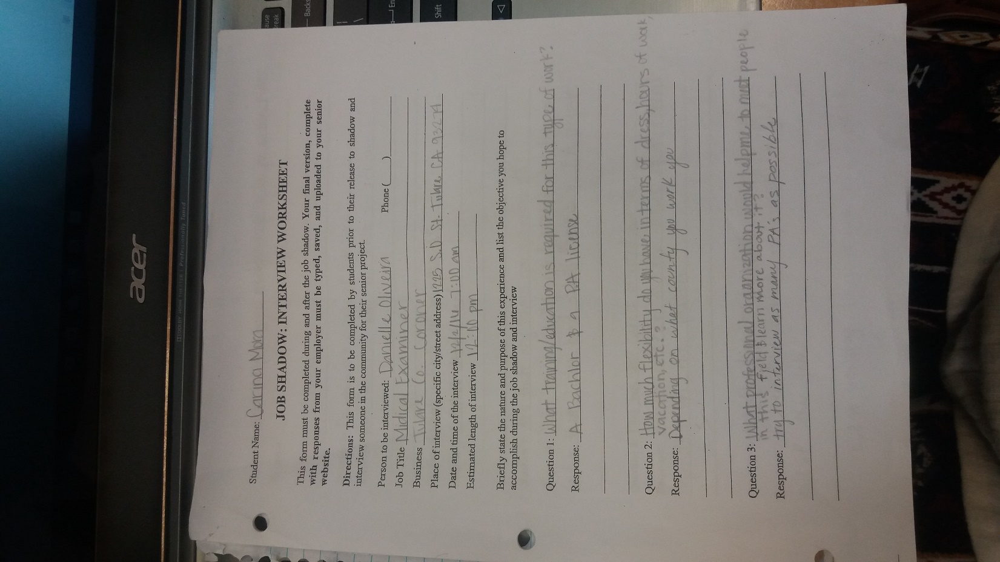 acer
Backs
En
Shift
Student Name: Carina Mora
JOB SHADOW: INTERVIEW WORKSHEET
This form must be completed during and after the job shadow. Your final version, complete
with responses from your employer must be typed, saved, and uploaded to your senior
website.
Directions: This form is to be completed by students prior to their release to shadow and
interview someone in the community for their senior project.
Person to be interviewed: Danielle Oliveira Phone ( )
Job Title Midical Examiner
Business Tulare Co. Coroner
Place of interview (specific city/street address) 1225 St. Tulare CA 93274
Date and time of the interview 12/2/14 7:00 am
Estimated length of interview 12:00 pm
Briefly state the nature and purpose of this experience and list the objective you hope to
accomplish during the job shadow and interview
Question 1: What training/education is required for this type of work?
Response: A Bachlor $ a PA license
Question 2: How much flexibility do you have, in terms of dress, hours of work,
vacation, etc.?
Response: Depending on what county you work you
Question 3: What professional oraganization would help me to meet people
in this field $ learn more about it?
Response: try to interview as many PA's as possible